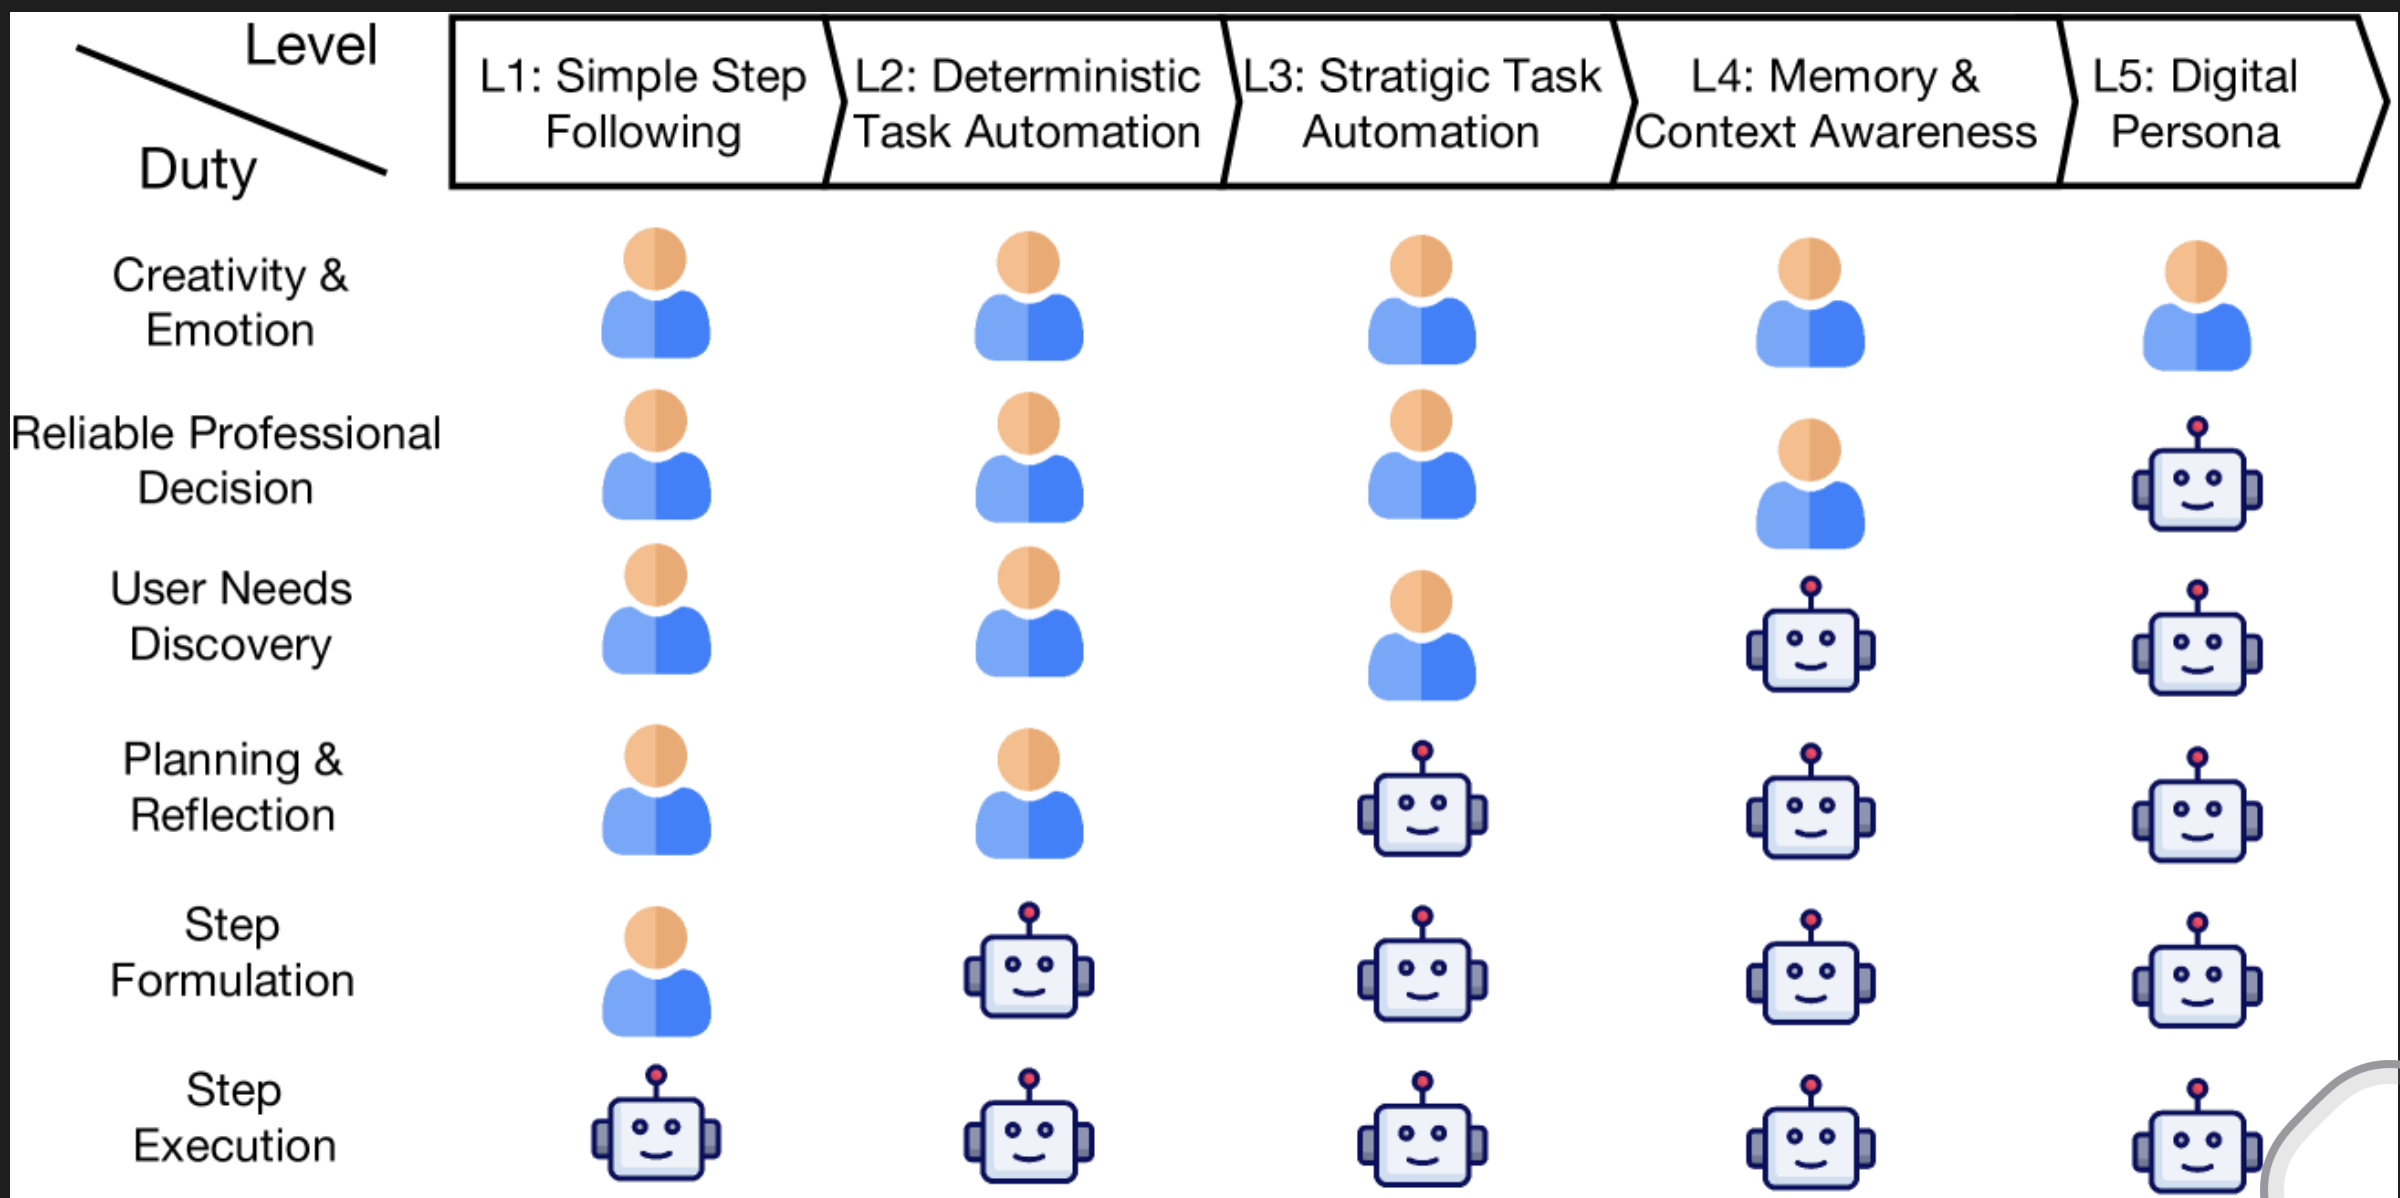 Level
Duty
L1: Simple Step
Following
L2: Deterministic
Task Automation
L3: Stratigic Task
Automation
L4: Memory &
Context Awareness
L5: Digital
Persona
Creativity &
Emotion
Reliable Professional
Decision
User Needs
Discovery
Planning &
Reflection
Step
Formulation
Step
Execution